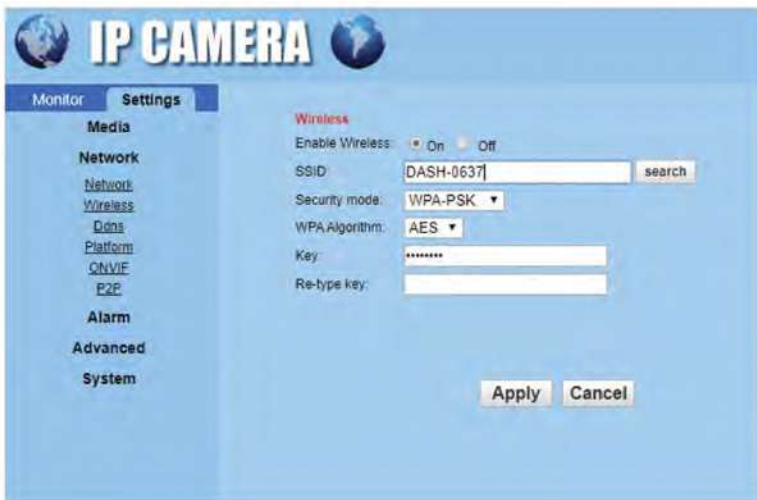 IP CAMERA
Monitor
Settings
Media
Network
Network
Wireless
Ddns
Platform
ONVIF
P2P
Alarm
Advanced
System
Wireless
Enable Wireless: On Off
SSID: DASH-0637 search
Security mode: WPA-PSK
WPA Algorithm: AES
Key: ••••••••
Re-type key:
Apply Cancel